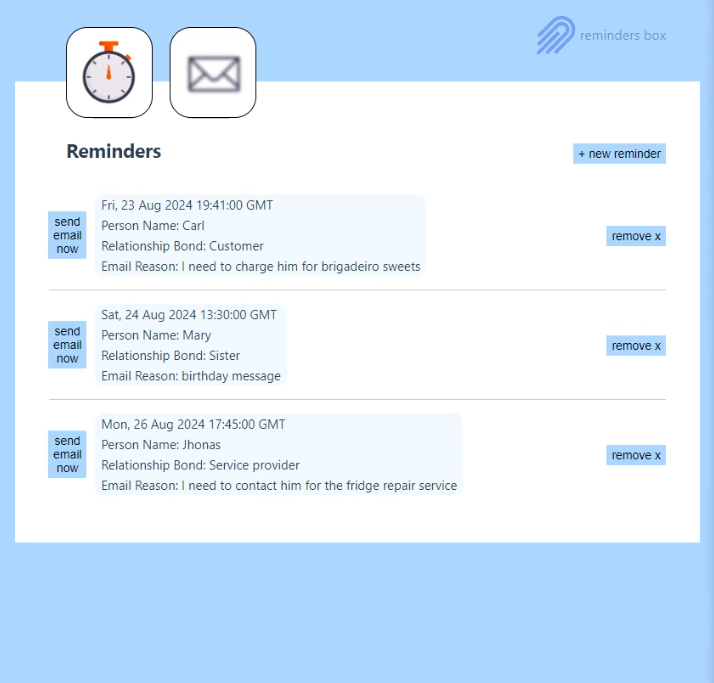 reminders box
Reminders
+ new reminder
send
email
now
Fri, 23 Aug 2024 19:41:00 GMT
Person Name: Carl
Relationship Bond: Customer
Email Reason: I need to charge him for brigadeiro sweets
remove x
send
email
now
Sat, 24 Aug 2024 13:30:00 GMT
Person Name: Mary
Relationship Bond: Sister
Email Reason: birthday message
remove x
send
email
now
Mon, 26 Aug 2024 17:45:00 GMT
Person Name: Jhonas
Relationship Bond: Service provider
Email Reason: I need to contact him for the fridge repair service
remove x